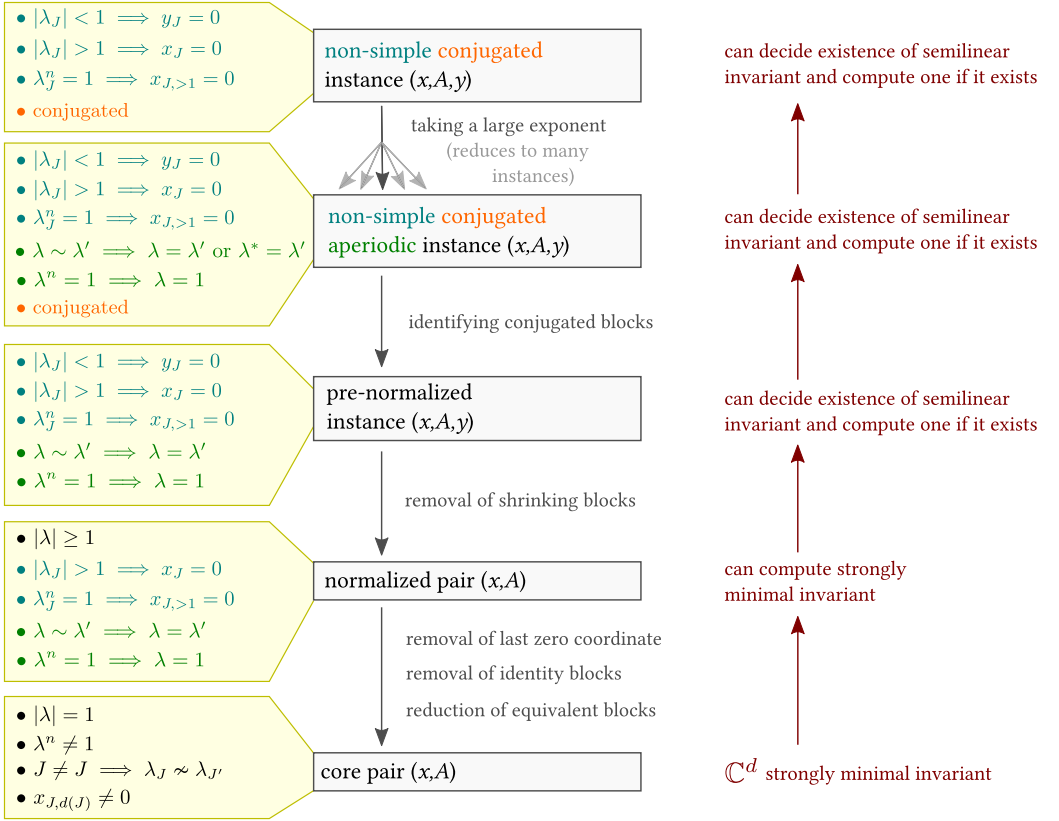 • |λ_J| < 1 ⟹ y_J = 0
• |λ_J| > 1 ⟹ x_J = 0
• λ_J^n = 1 ⟹ x_{J,>1} = 0
• conjugated
non-simple conjugated
instance (x,A,y)
can decide existence of semilinear
invariant and compute one if it exists
taking a large exponent
(reduces to many
instances)
• |λ_J| < 1 ⟹ y_J = 0
• |λ_J| > 1 ⟹ x_J = 0
• λ_J^n = 1 ⟹ x_{J,>1} = 0
• λ ∼ λ′ ⟹ λ = λ′ or λ* = λ′
• λ^n = 1 ⟹ λ = 1
• conjugated
non-simple conjugated
aperiodic instance (x,A,y)
can decide existence of semilinear
invariant and compute one if it exists
identifying conjugated blocks
• |λ_J| < 1 ⟹ y_J = 0
• |λ_J| > 1 ⟹ x_J = 0
• λ_J^n = 1 ⟹ x_{J,>1} = 0
• λ ∼ λ′ ⟹ λ = λ′
• λ^n = 1 ⟹ λ = 1
pre-normalized
instance (x,A,y)
can decide existence of semilinear
invariant and compute one if it exists
removal of shrinking blocks
• |λ| ≥ 1
• |λ_J| > 1 ⟹ x_J = 0
• λ_J^n = 1 ⟹ x_{J,>1} = 0
• λ ∼ λ′ ⟹ λ = λ′
• λ^n = 1 ⟹ λ = 1
normalized pair (x,A)
can compute strongly
minimal invariant
removal of last zero coordinate
removal of identity blocks
reduction of equivalent blocks
• |λ| = 1
• λ^n ≠ 1
• J ≠ J ⟹ λ_J ≁ λ_{J′}
• x_{J,d(J)} ≠ 0
core pair (x,A)
ℂ^d strongly minimal invariant